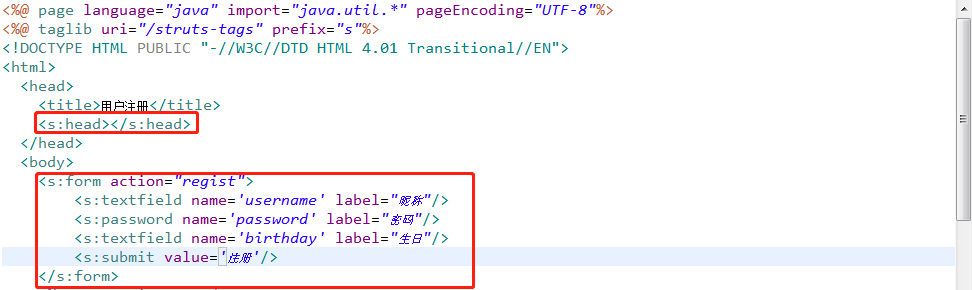 <%@ page language="java" import="java.util.*" pageEncoding="UTF-8"%>
<%@ taglib uri="/struts-tags" prefix="s"%>
<!DOCTYPE HTML PUBLIC "-//W3C//DTD HTML 4.01 Transitional//EN">
<html>
<head>
<title>用户注册</title>
<s:head></s:head>
</head>
<body>
<s:form action="regist">
<s:textfield name='username' label="昵称"/>
<s:password name='password' label="密码"/>
<s:textfield name='birthday' label="生日"/>
<s:submit value='注册'/>
</s:form>